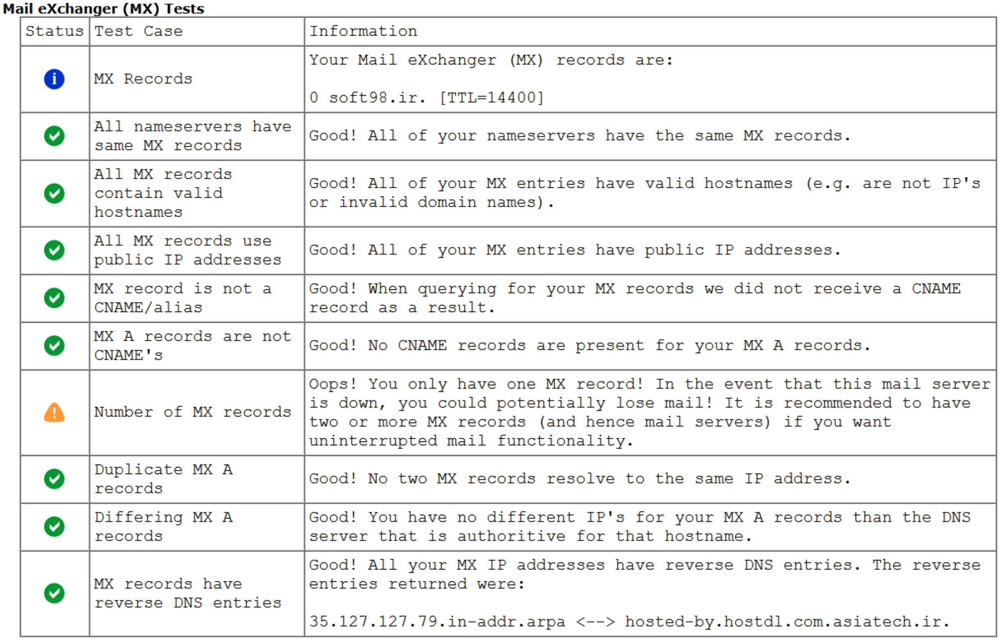 Mail eXchanger (MX) Tests
Status Test Case Information
MX Records
Your Mail eXchanger (MX) records are:
0 soft98.ir. [TTL=14400]
All nameservers have
same MX records
Good! All of your nameservers have the same MX records.
All MX records
contain valid
hostnames
Good! All of your MX entries have valid hostnames (e.g. are not IP's
or invalid domain names).
All MX records use
public IP addresses
Good! All of your MX entries have public IP addresses.
MX record is not a
CNAME/alias
Good! When querying for your MX records we did not receive a CNAME
record as a result.
MX A records are not
CNAME's
Good! No CNAME records are present for your MX A records.
Number of MX records
Oops! You only have one MX record! In the event that this mail server
is down, you could potentially lose mail! It is recommended to have
two or more MX records (and hence mail servers) if you want
uninterrupted mail functionality.
Duplicate MX A
records
Good! No two MX records resolve to the same IP address.
Differing MX A
records
Good! You have no different IP's for your MX A records than the DNS
server that is authoritive for that hostname.
MX records have
reverse DNS entries
Good! All your MX IP addresses have reverse DNS entries. The reverse
entries returned were:
35.127.127.79.in-addr.arpa <--> hosted-by.hostdl.com.asiatech.ir.